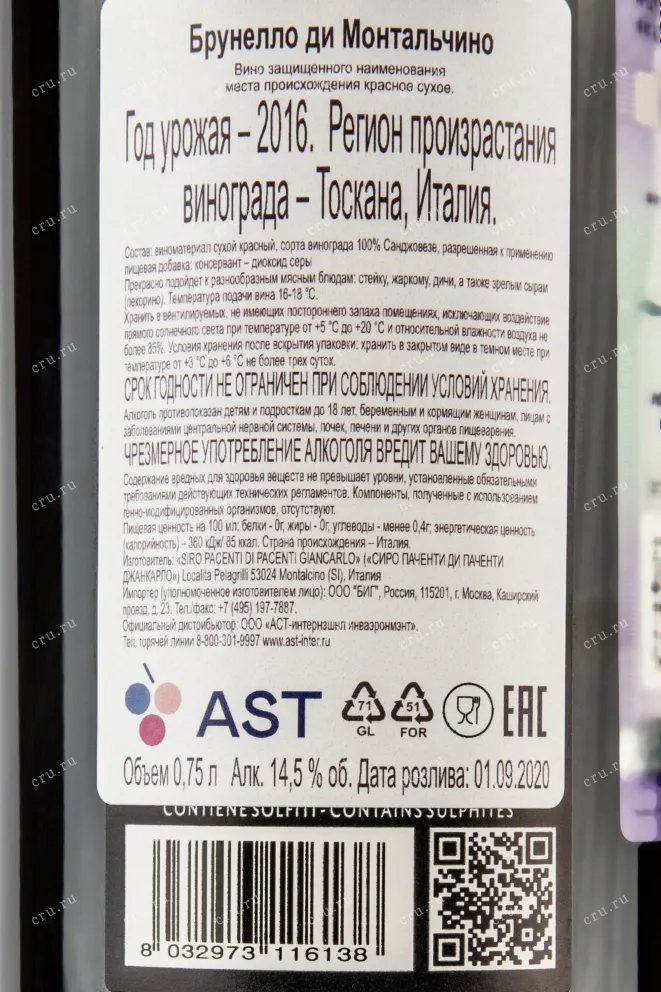 Брунелло ди Монтальчино
Вино защищенного наименования
места происхождения красное сухое.
Год урожая – 2016. Регион произрастания
винограда – Тоскана, Италия.
Состав: виноматериал сухой красный, сорта винограда 100% Санджовезе, разрешенная к применению
пищевая добавка: консервант – диоксид серы
Прекрасно подойдет к разнообразным мясным блюдам: стейку, жаркому, дичи, а также зрелым сырам
(пекорино). Температура подачи вина 16-18 °C.
Хранить в вентилируемых, не имеющих постороннего запаха помещениях, исключающих воздействие
прямого солнечного света при температуре от +5 °C до +20 °C и относительной влажности воздуха не
более 85%. Условия хранения после вскрытия упаковки: хранить в закрытом виде в темном месте при
температуре от +3 °C до +6 °C не более трех суток.
СРОК ГОДНОСТИ НЕ ОГРАНИЧЕН ПРИ СОБЛЮДЕНИИ УСЛОВИЙ ХРАНЕНИЯ.
Алкоголь противопоказан детям и подросткам до 18 лет, беременным и кормящим женщинам, лицам с
заболеваниями центральной нервной системы, почек, печени и других органов пищеварения.
ЧРЕЗМЕРНОЕ УПОТРЕБЛЕНИЕ АЛКОГОЛЯ ВРЕДИТ ВАШЕМУ ЗДОРОВЬЮ.
Содержание вредных для здоровья веществ не превышает уровни, установленные обязательными
требованиями действующих технических регламентов. Компоненты, полученные с использованием
генно-модифицированных организмов, отсутствуют.
Пищевая ценность на 100 мл: белки - 0г, жиры - 0г, углеводы - менее 0,4г; энергетическая ценность
(калорийность) – 360 кДж/ 85 ккал. Страна происхождения – Италия.
Изготовитель: «SIRO PACENTI DI PACENTI GIANCARLO» («СИРО ПАЧЕНТИ ДИ ПАЧЕНТИ
ДЖАНКАРЛО») Localita Pelagrilli 53024 Montalcino (SI), Италия
Импортер (уполномоченное изготовителем лицо): ООО "БИГ", Россия, 115201, г. Москва, Каширский
проезд, д. 23. Тел./факс: +7 (495) 197-7887.
Официальный дистрибьютор: ООО «АСТ-интернэшнл инваэронмэнт».
Тел. горячей линии 8-800-301-9997 www.ast-inter.ru
AST 71 GL 51 FOR EAC
Объем 0,75 л Алк. 14,5 % об. Дата розлива: 01.09.2020
CONTIENE SOLFITI - CONTAINS SULPHITES
8 032973 116138
cru.ru